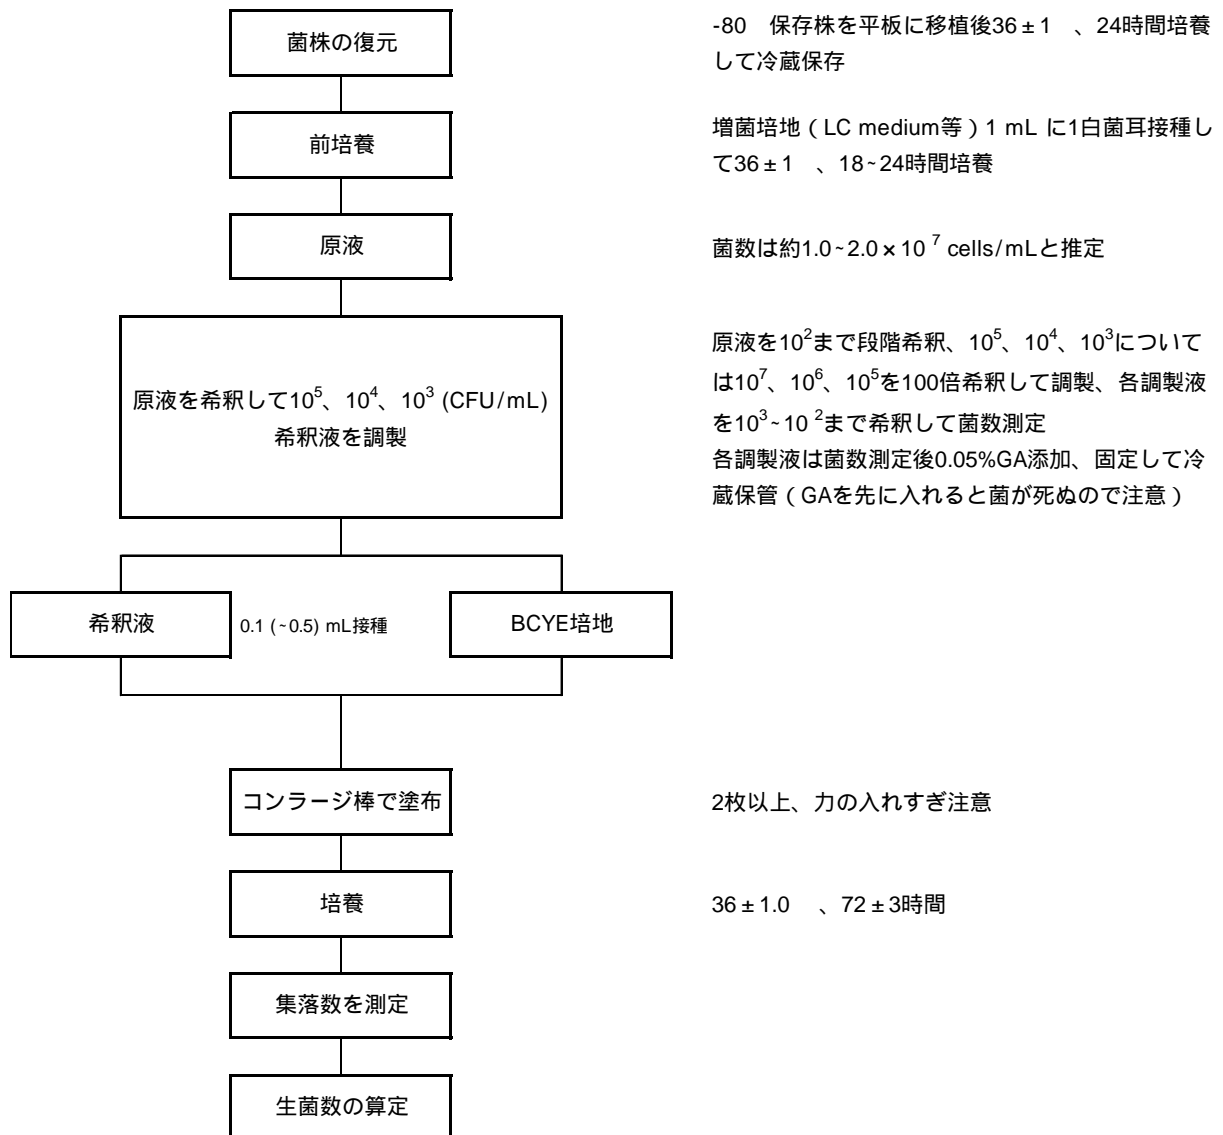 菌株の復元
-80　保存株を平板に移植後36±1　、24時間培養
して冷蔵保存
前培養
増菌培地（LC medium等）1 mL に1白菌耳接種し
て36±1　、18~24時間培養
原液
菌数は約1.0~2.0×10 ⁷ cells/mLと推定
原液を希釈して10⁵、10⁴、10³ (CFU/mL)
希釈液を調製
原液を10²まで段階希釈、10⁵、10⁴、10³について
は10⁷、10⁶、10⁵を100倍希釈して調製、各調製液
を10³~10 ²まで希釈して菌数測定
各調製液は菌数測定後0.05%GA添加、固定して冷
蔵保管（GAを先に入れると菌が死ぬので注意）
希釈液
0.1 (~0.5) mL接種
BCYE培地
コンラージ棒で塗布
2枚以上、力の入れすぎ注意
培養
36±1.0　、72±3時間
集落数を測定
生菌数の算定